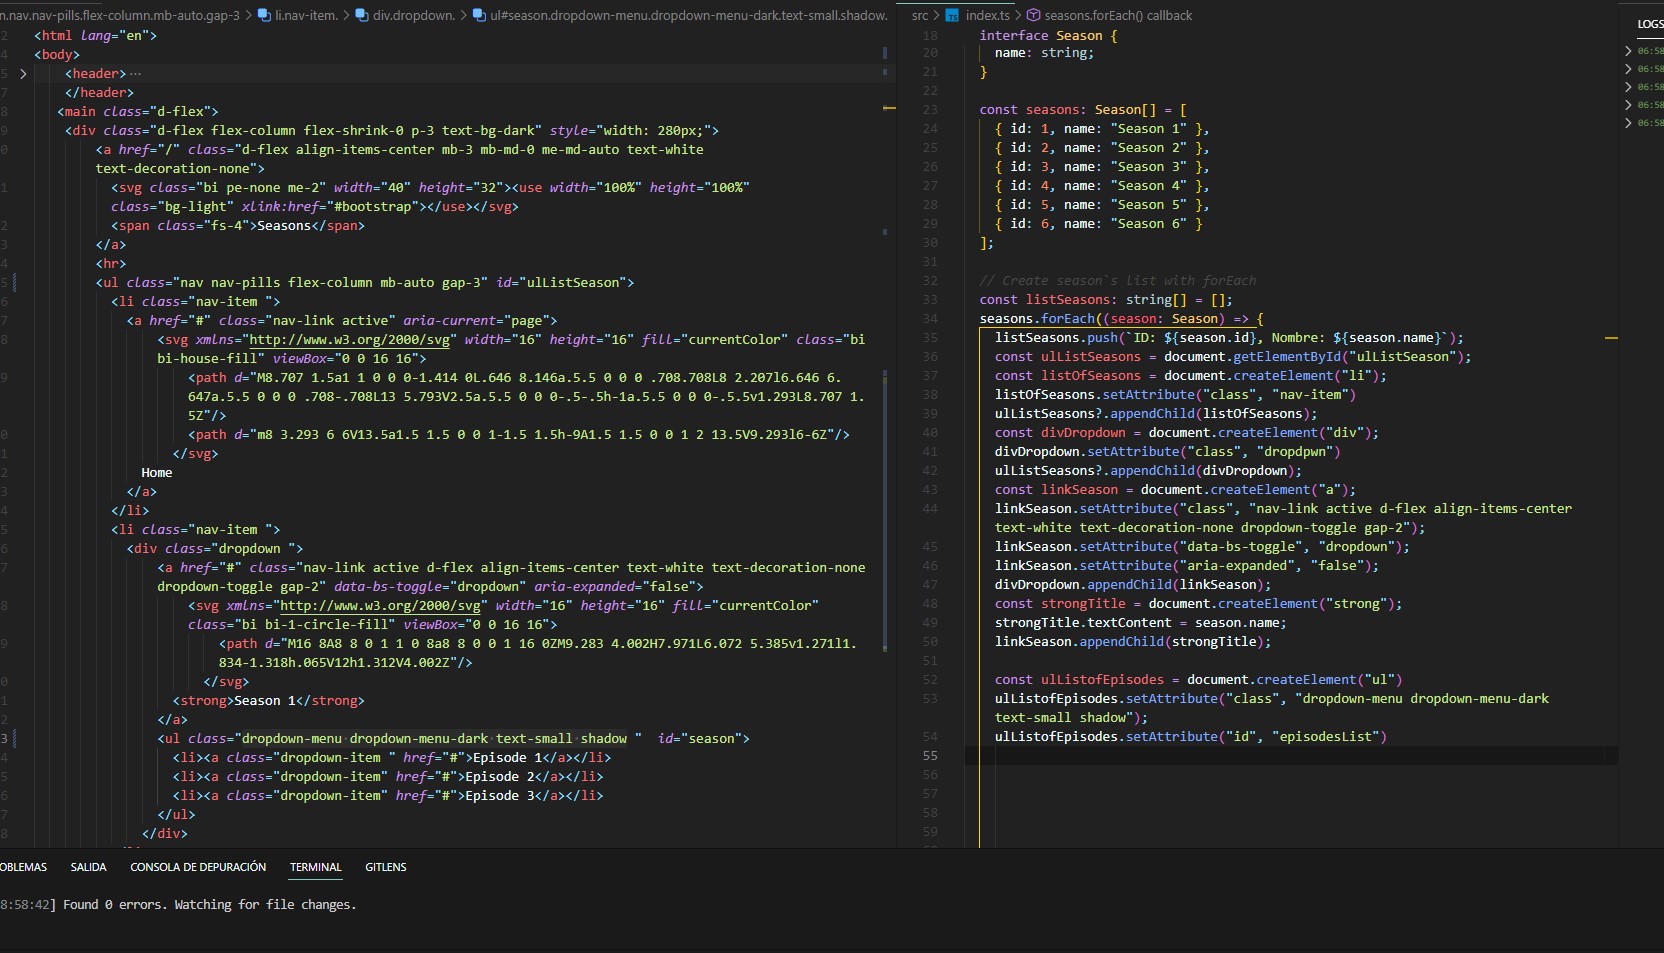 n.nav.nav-pills.flex-column.mb-auto.gap-3 > li.nav-item. > div.dropdown. > ul#season.dropdown-menu.dropdown-menu-dark.text-small.shadow.
2 <html lang="en">
4 <body>
5 > <header> ···
7 </header>
8 <main class="d-flex">
9 <div class="d-flex flex-column flex-shrink-0 p-3 text-bg-dark" style="width: 280px;">
0 <a href="/" class="d-flex align-items-center mb-3 mb-md-0 me-md-auto text-white
text-decoration-none">
1 <svg class="bi pe-none me-2" width="40" height="32"><use width="100%" height="100%"
class="bg-light" xlink:href="#bootstrap"></use></svg>
2 <span class="fs-4">Seasons</span>
3 </a>
4 <hr>
5 <ul class="nav nav-pills flex-column mb-auto gap-3" id="ulListSeason">
6 <li class="nav-item ">
7 <a href="#" class="nav-link active" aria-current="page">
8 <svg xmlns="http://www.w3.org/2000/svg" width="16" height="16" fill="currentColor" class="bi
bi-house-fill" viewBox="0 0 16 16">
9 <path d="M8.707 1.5a1 1 0 0 0-1.414 0L.646 8.146a.5.5 0 0 0 .708.708L8 2.207l6.646 6.
647a.5.5 0 0 0 .708-.708L13 5.793V2.5a.5.5 0 0 0-.5-.5h-1a.5.5 0 0 0-.5.5v1.293L8.707 1.
5Z"/>
0 <path d="m8 3.293 6 6V13.5a1.5 1.5 0 0 1-1.5 1.5h-9A1.5 1.5 0 0 1 2 13.5V9.293l6-6Z"/>
1 </svg>
2 Home
3 </a>
4 </li>
5 <li class="nav-item ">
6 <div class="dropdown ">
7 <a href="#" class="nav-link active d-flex align-items-center text-white text-decoration-none
dropdown-toggle gap-2" data-bs-toggle="dropdown" aria-expanded="false">
8 <svg xmlns="http://www.w3.org/2000/svg" width="16" height="16" fill="currentColor"
class="bi bi-1-circle-fill" viewBox="0 0 16 16">
9 <path d="M16 8A8 8 0 1 1 0 8a8 8 0 0 1 16 0ZM9.283 4.002H7.971L6.072 5.385v1.271l1.
834-1.318h.065V12h1.312V4.002Z"/>
0 </svg>
1 <strong>Season 1</strong>
2 </a>
3 <ul class="dropdown-menu·dropdown-menu-dark·text-small·shadow " id="season">
4 <li><a class="dropdown-item " href="#">Episode 1</a></li>
5 <li><a class="dropdown-item" href="#">Episode 2</a></li>
6 <li><a class="dropdown-item" href="#">Episode 3</a></li>
7 </ul>
8 </div>
src > TS index.ts > seasons.forEach() callback
18 interface Season {
20 name: string;
21 }
22
23 const seasons: Season[] = [
24 { id: 1, name: "Season 1" },
25 { id: 2, name: "Season 2" },
26 { id: 3, name: "Season 3" },
27 { id: 4, name: "Season 4" },
28 { id: 5, name: "Season 5" },
29 { id: 6, name: "Season 6" }
30 ];
31
32 // Create season`s list with forEach
33 const listSeasons: string[] = [];
34 seasons.forEach((season: Season) => {
35 listSeasons.push(`ID: ${season.id}, Nombre: ${season.name}`);
36 const ulListSeasons = document.getElementById("ulListSeason");
37 const listOfSeasons = document.createElement("li");
38 listOfSeasons.setAttribute("class", "nav-item")
39 ulListSeasons?.appendChild(listOfSeasons);
40 const divDropdown = document.createElement("div");
41 divDropdown.setAttribute("class", "dropdpwn")
42 ulListSeasons?.appendChild(divDropdown);
43 const linkSeason = document.createElement("a");
44 linkSeason.setAttribute("class", "nav-link active d-flex align-items-center
text-white text-decoration-none dropdown-toggle gap-2");
45 linkSeason.setAttribute("data-bs-toggle", "dropdown");
46 linkSeason.setAttribute("aria-expanded", "false");
47 divDropdown.appendChild(linkSeason);
48 const strongTitle = document.createElement("strong");
49 strongTitle.textContent = season.name;
50 linkSeason.appendChild(strongTitle);
51
52 const ulListofEpisodes = document.createElement("ul")
53 ulListofEpisodes.setAttribute("class", "dropdown-menu dropdown-menu-dark
text-small shadow");
54 ulListofEpisodes.setAttribute("id", "episodesList")
55
56
57
58
59
LOGS
> 06:58
> 06:58
> 06:58
> 06:58
> 06:58
OBLEMAS SALIDA CONSOLA DE DEPURACIÓN TERMINAL GITLENS
8:58:42] Found 0 errors. Watching for file changes.